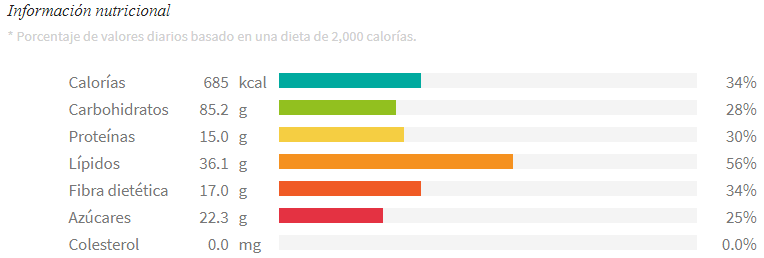 Información nutricional
* Porcentaje de valores diarios basado en una dieta de 2,000 calorías.
Calorías 685 kcal 34%
Carbohidratos 85.2 g 28%
Proteínas 15.0 g 30%
Lípidos 36.1 g 56%
Fibra dietética 17.0 g 34%
Azúcares 22.3 g 25%
Colesterol 0.0 mg 0.0%